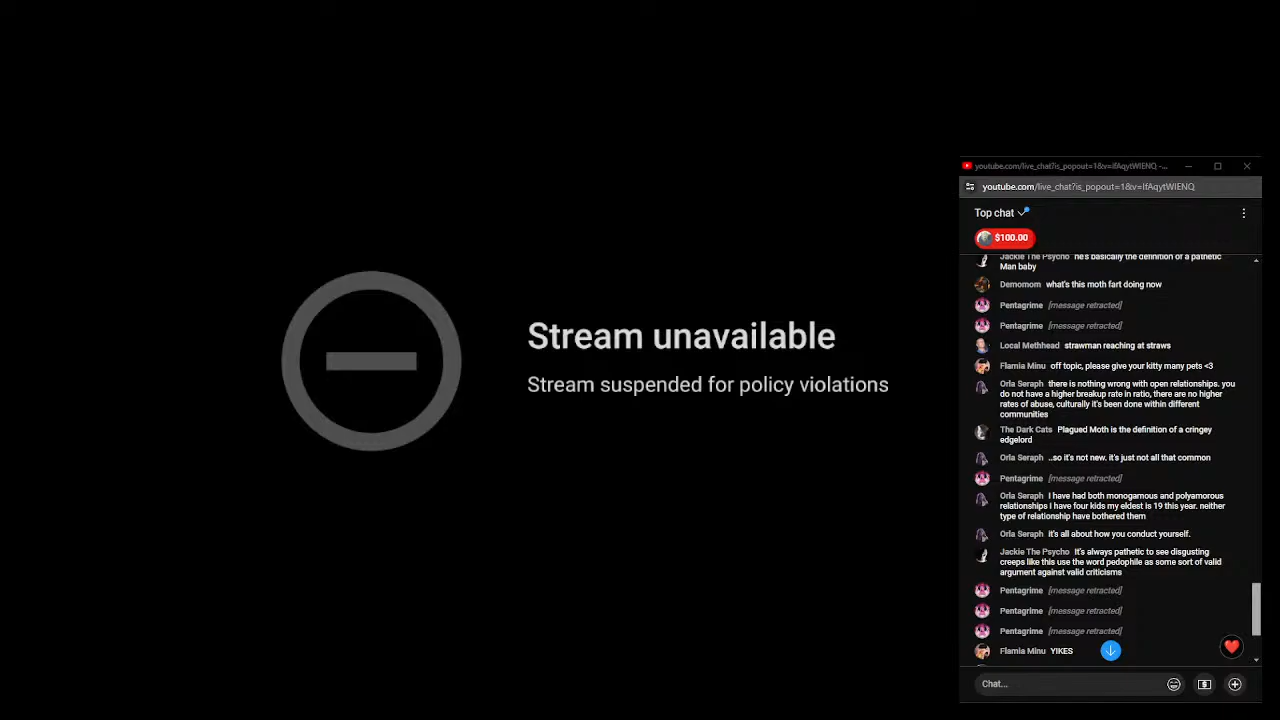 Stream unavailable
Stream suspended for policy violations
youtube.com/live_chat?is_popout=1&v=IfAqytWIENQ -...
youtube.com/live_chat?is_popout=1&v=IfAqytWIENQ
Top chat
$100.00
Jackie The Psycho he's basically the definition of a pathetic
Man baby
Demomom what's this moth fart doing now
Pentagrime [message retracted]
Pentagrime [message retracted]
Local Methhead strawman reaching at straws
Flamia Minu off topic, please give your kitty many pets <3
Orla Seraph there is nothing wrong with open relationships. you
do not have a higher breakup rate in ratio, there are no higher
rates of abuse, culturally it's been done within different
communities
The Dark Cats Plagued Moth is the definition of a cringey
edgelord
Orla Seraph ..so it's not new. it's just not all that common
Pentagrime [message retracted]
Orla Seraph I have had both monogamous and polyamorous
relationships I have four kids my eldest is 19 this year. neither
type of relationship have bothered them
Orla Seraph it's all about how you conduct yourself.
Jackie The Psycho It's always pathetic to see disgusting
creeps like this use the word pedophile as some sort of valid
argument against valid criticisms
Pentagrime [message retracted]
Pentagrime [message retracted]
Pentagrime [message retracted]
Flamia Minu YIKES
Chat...